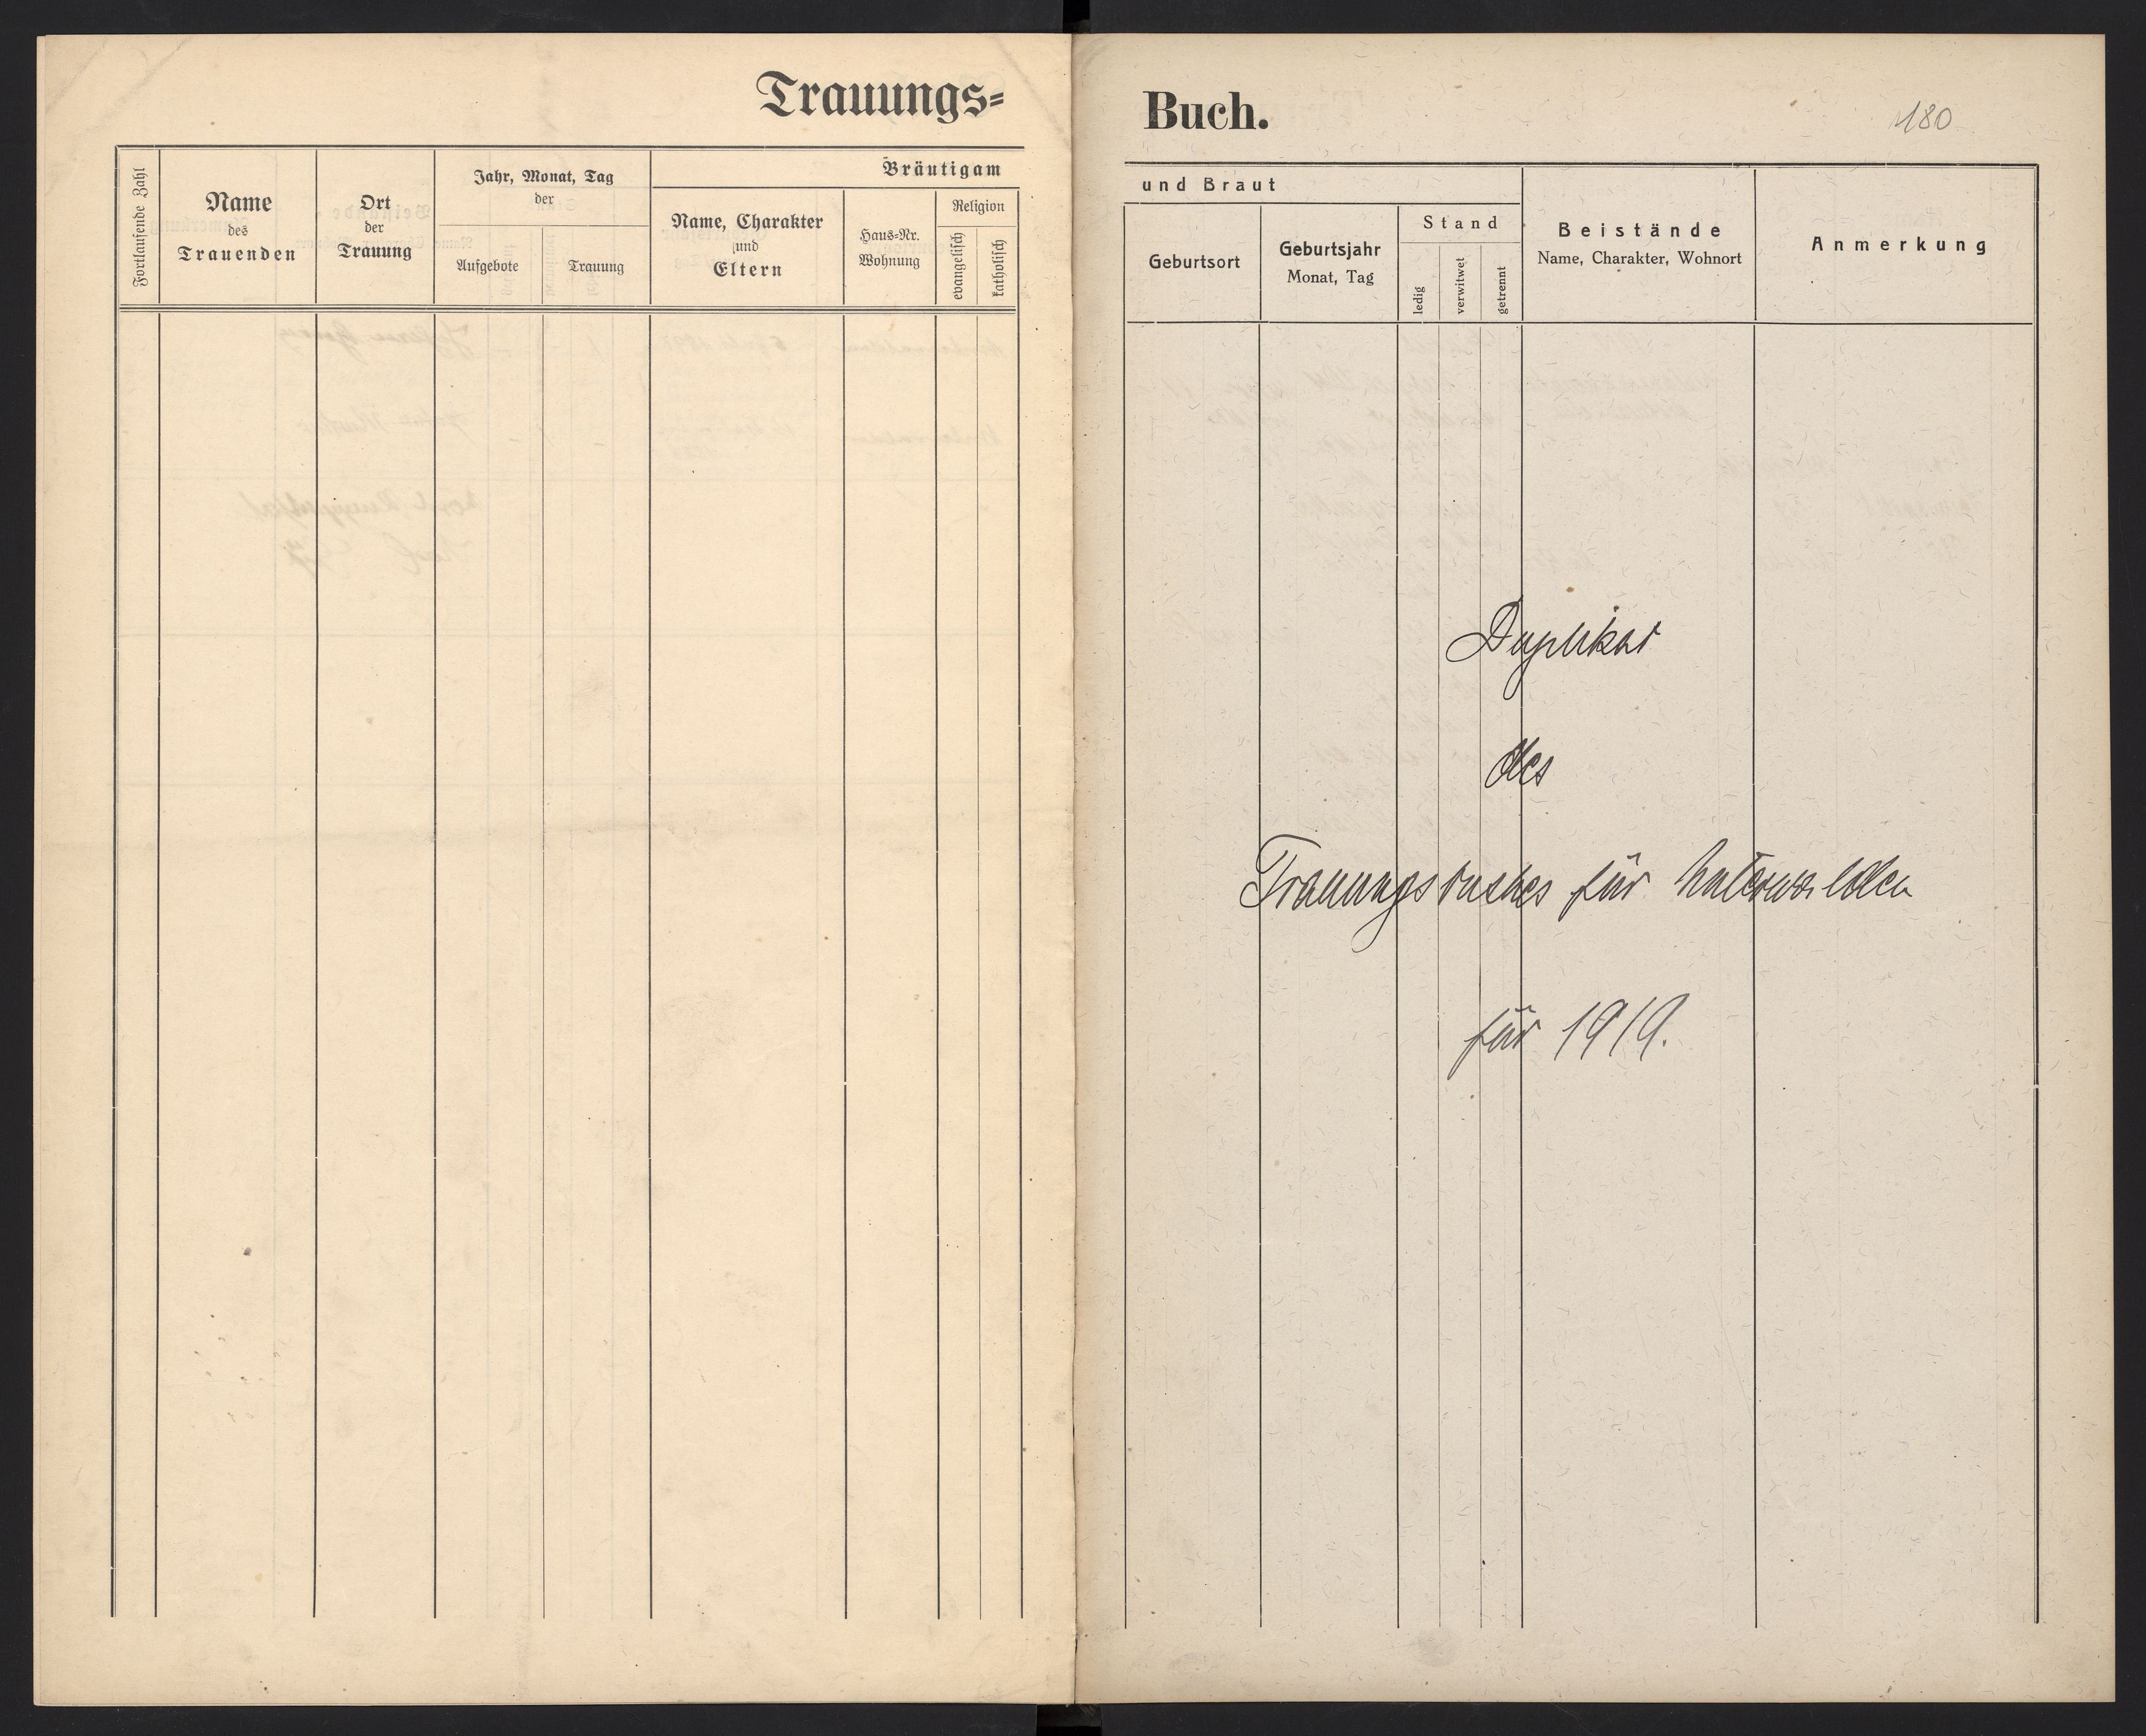 Trauungs=
Fortlaufende Zahl
Name
des
Trauenden
Ort
der
Trauung
Jahr, Monat, Tag
der
Aufgebote
Trauung
Bräutigam
Name, Charakter
und
Eltern
Haus=Nr.
Wohnung
Religion
evangelisch
katholisch
Buch.
180
und Braut
Geburtsort
Geburtsjahr
Monat, Tag
Stand
ledig
verwitwet
getrennt
Beistände
Name, Charakter, Wohnort
Anmerkung
Duplikat
des
Trauungsbuches für Unterwalden
für 1919.